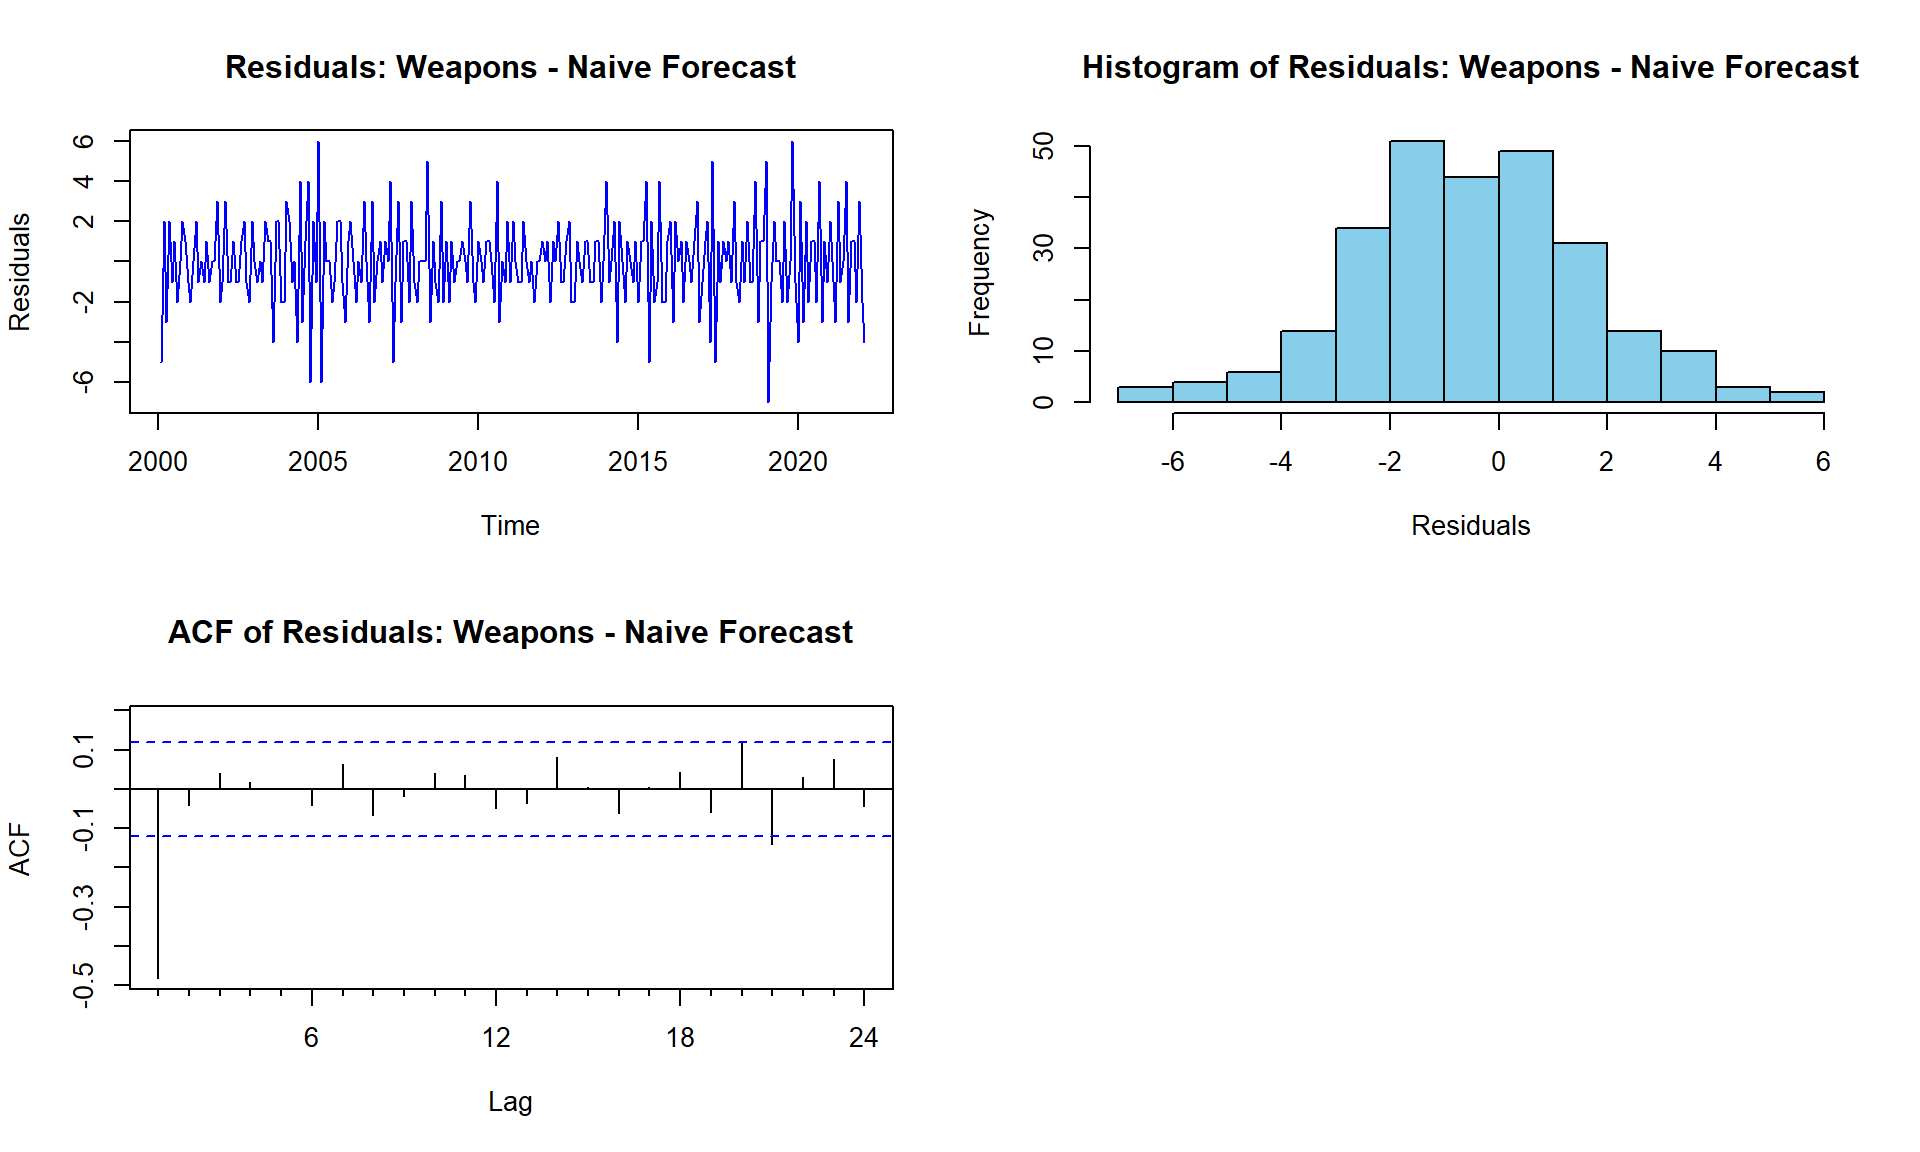 Residuals: Weapons - Naive Forecast
Residuals
6
4
2
-2
-6
2000 2005 2010 2015 2020
Time
Histogram of Residuals: Weapons - Naive Forecast
Frequency
50
30
10
0
-6 -4 -2 0 2 4 6
Residuals
ACF of Residuals: Weapons - Naive Forecast
ACF
0.1
-0.1
-0.3
-0.5
6 12 18 24
Lag